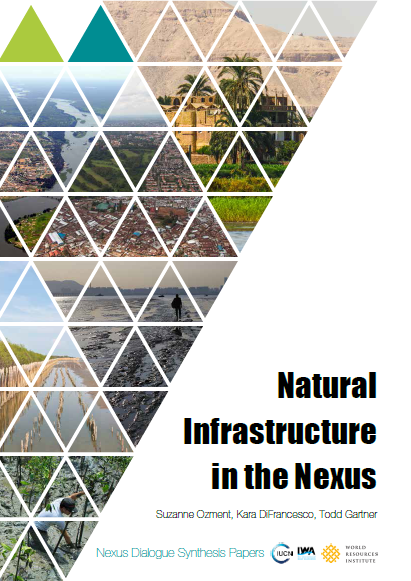 Natural
Infrastructure
in the Nexus
Suzanne Ozment, Kara DiFrancesco, Todd Gartner
Nexus Dialogue Synthesis Papers
IUCN
IWA
WORLD
RESOURCES
INSTITUTE